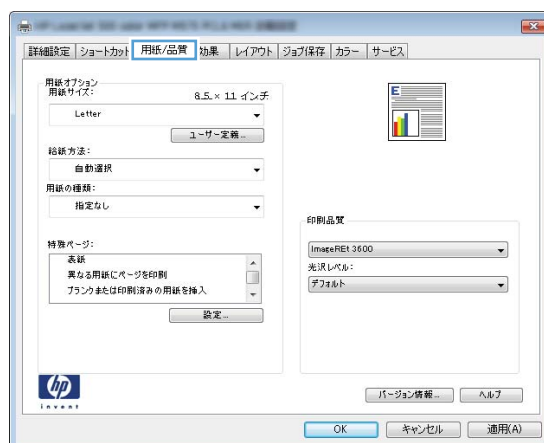 詳細設定 ショートカット 用紙/品質 効果 レイアウト ジョブ保存 カラー サービス
用紙オプション
用紙サイズ: 8.5 × 11 インチ
Letter
ユーザー定義...
給紙方法:
自動選択
用紙の種類:
指定なし
特殊ページ:
表紙
異なる用紙にページを印刷
ブランクまたは印刷済みの用紙を挿入
設定...
E
印刷品質
ImageREt 3600
光沢レベル:
デフォルト
hp
invent
バージョン情報... ヘルプ
OK キャンセル 適用(A)